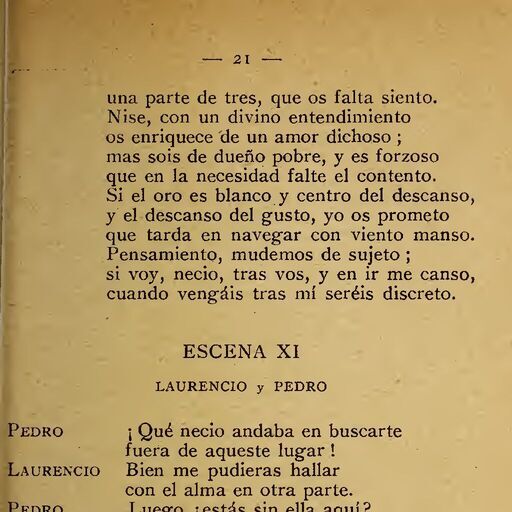 — 21 —
una parte de tres, que os falta siento.
Nise, con un divino entendimiento
os enriquece de un amor dichoso ;
mas sois de dueño pobre, y es forzoso
que en la necesidad falte el contento.
Si el oro es blanco y centro del descanso,
y el descanso del gusto, yo os prometo
que tarda en navegar con viento manso.
Pensamiento, mudemos de sujeto ;
si voy, necio, tras vos, y en ir me canso,
cuando vengáis tras mí seréis discreto.
ESCENA XI
LAURENCIO y PEDRO
PEDRO ¡ Qué necio andaba en buscarte
fuera de aqueste lugar !
LAURENCIO Bien me pudieras hallar
con el alma en otra parte.
PEDRO Luego ¿estás sin ella aquí?